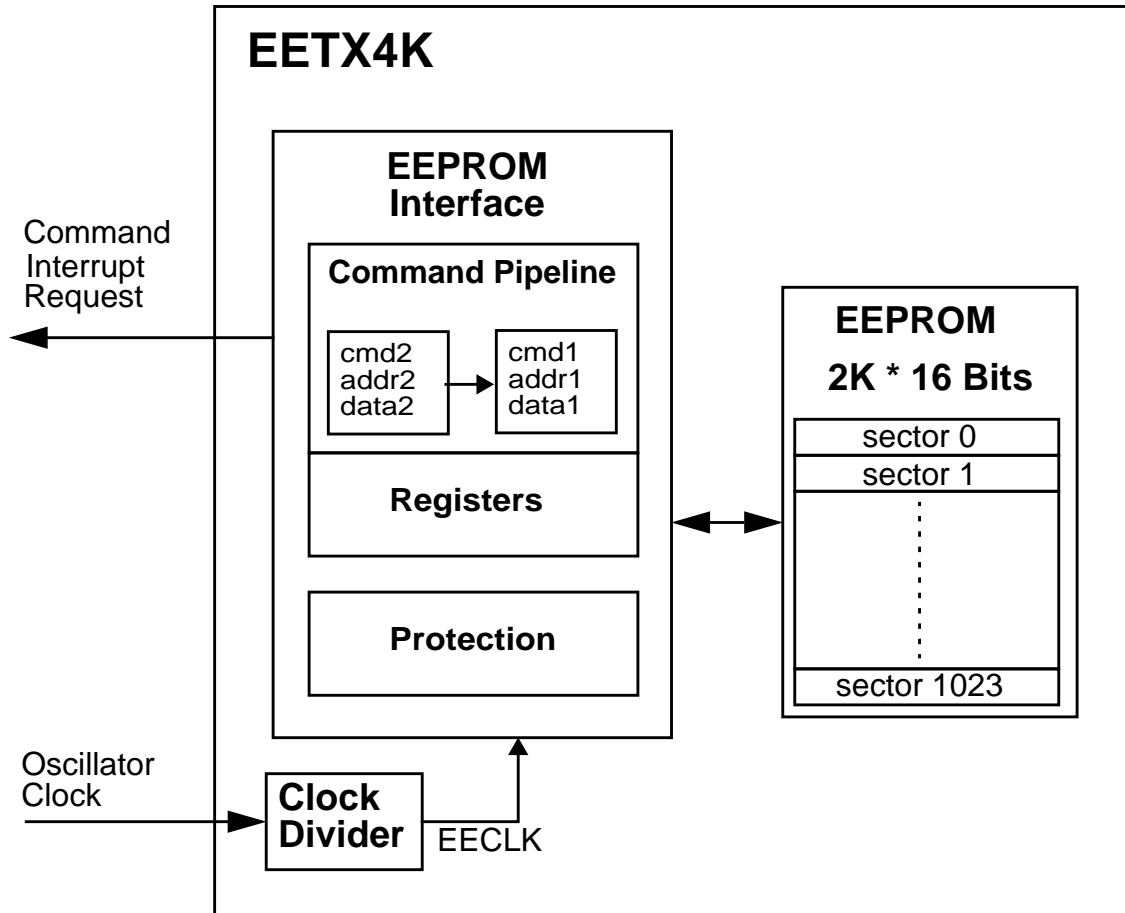 EETX4K
EEPROM
Interface
Command
Interrupt
Request
Command Pipeline
cmd2
addr2
data2
cmd1
addr1
data1
Registers
Protection
EEPROM
2K * 16 Bits
sector 0
sector 1
sector 1023
Oscillator
Clock
Clock
Divider
EECLK